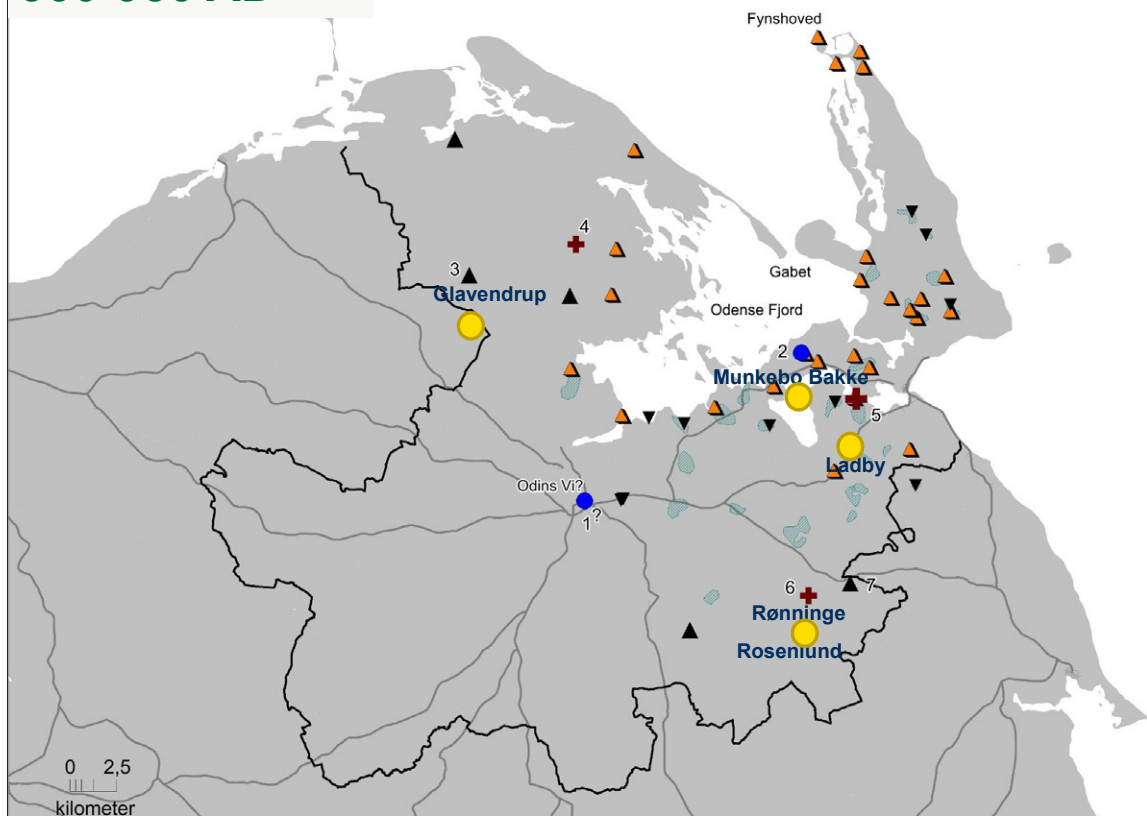 AD
Fynshoved
4
3
Glavendrup
Gabet
Odense Fjord
2
Munkebo Bakke
5
Ladby
Odins Vi?
1 ?
6
7
Rønninge
Rosenlund
0 2,5
kilometer